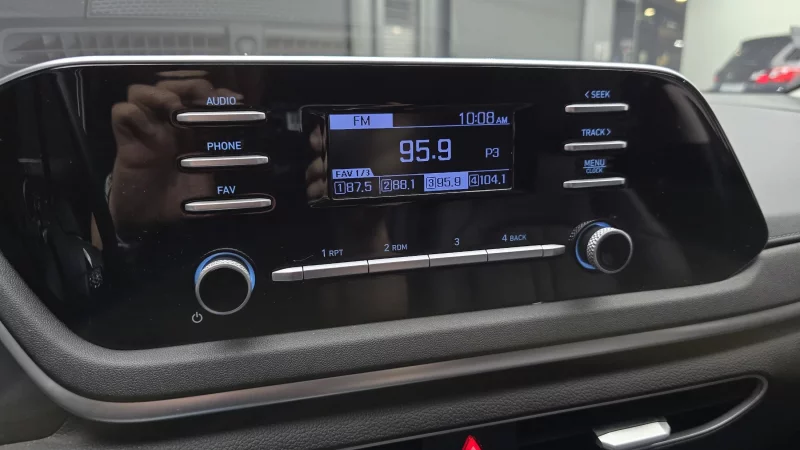 AUDIO
PHONE
FAV
FM 10:08 AM
95.9 P3
FAV 1/3
1 87.5 2 88.1 3 95.9 4 104.1
< SEEK
TRACK >
MENU
CLOCK
1 RPT 2 RDM 3 4 BACK